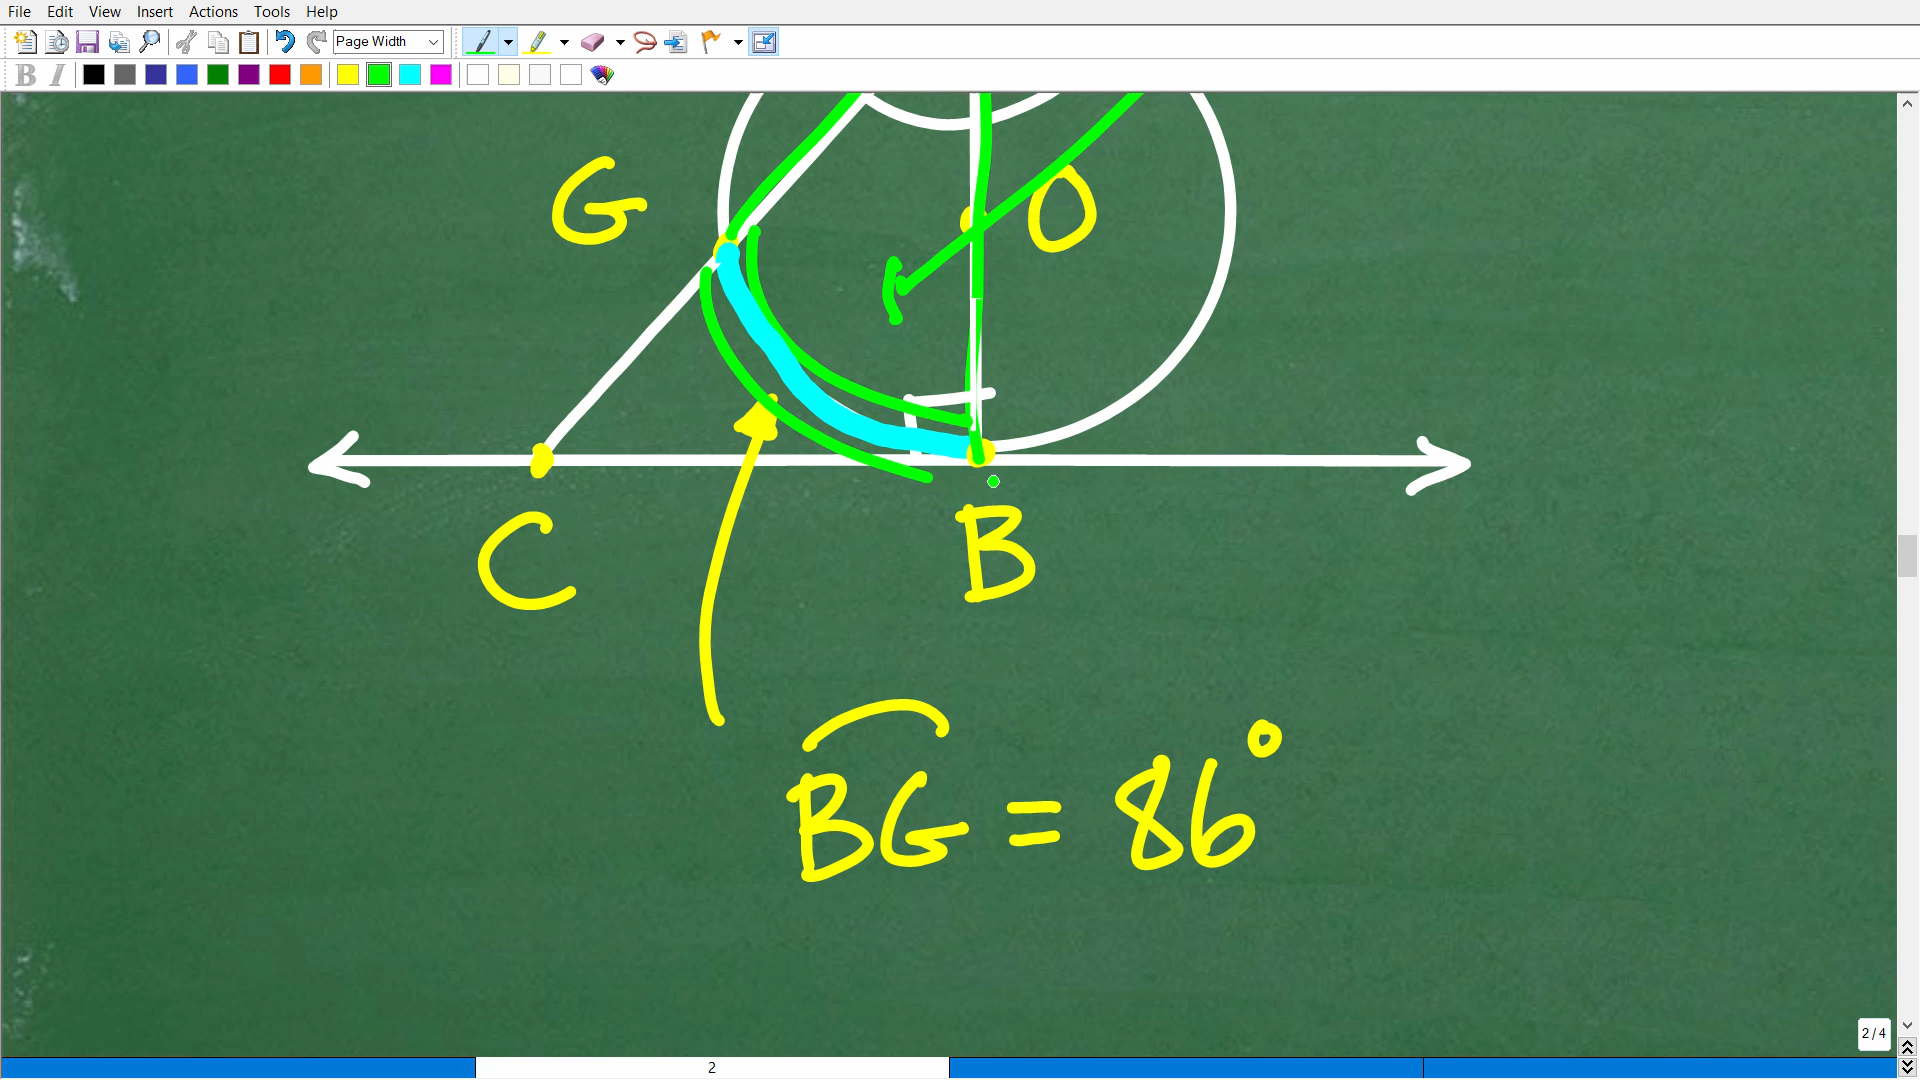 File Edit View Insert Actions Tools Help
Page Width
B I
G O
C B
BG = 86°
2 / 4
2